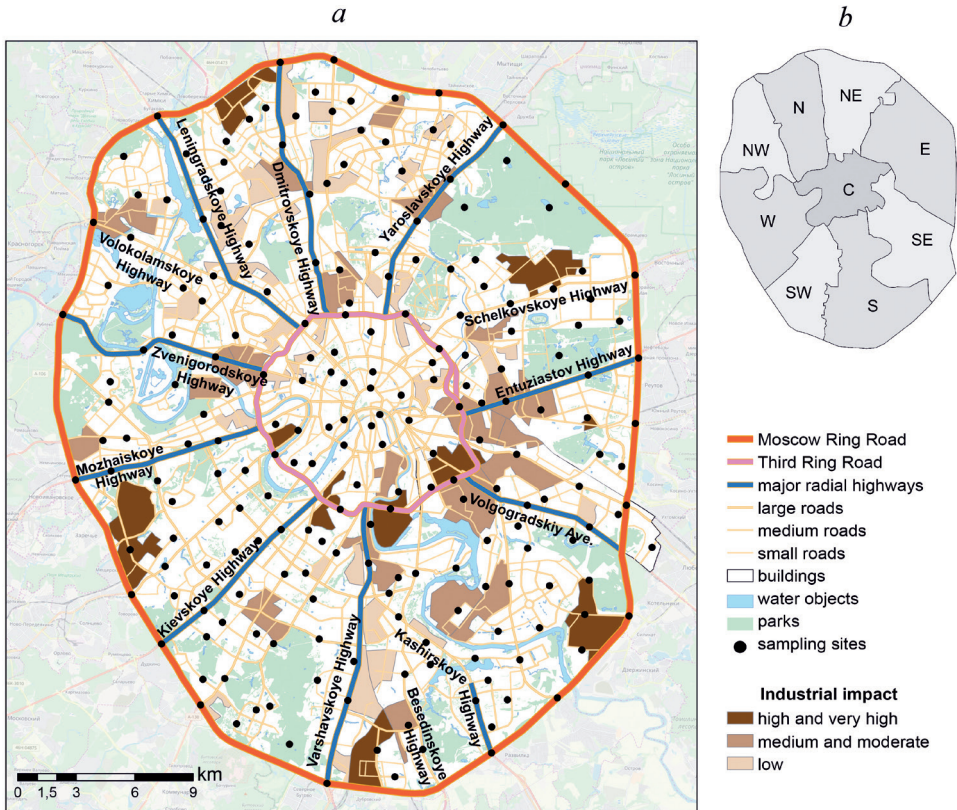 a
b
Leningradskoye Highway
Dmitrovskoye Highway
Yaroslavskoye Highway
Volokolamskoye
Highway
Schelkovskoye Highway
Zvenigorodskoye
Highway
Entuziastov Highway
Mozhaiskoye
Highway
Volgogradskiy Ave.
Kievskoye Highway
Varshavskoye Highway
Kashirskoye
Highway
Besedinskoye
Highway
km
0 1,5 3 6 9
N
NE
NW
E
C
W
SE
SW
S
Moscow Ring Road
Third Ring Road
major radial highways
large roads
medium roads
small roads
buildings
water objects
parks
sampling sites
Industrial impact
high and very high
medium and moderate
low